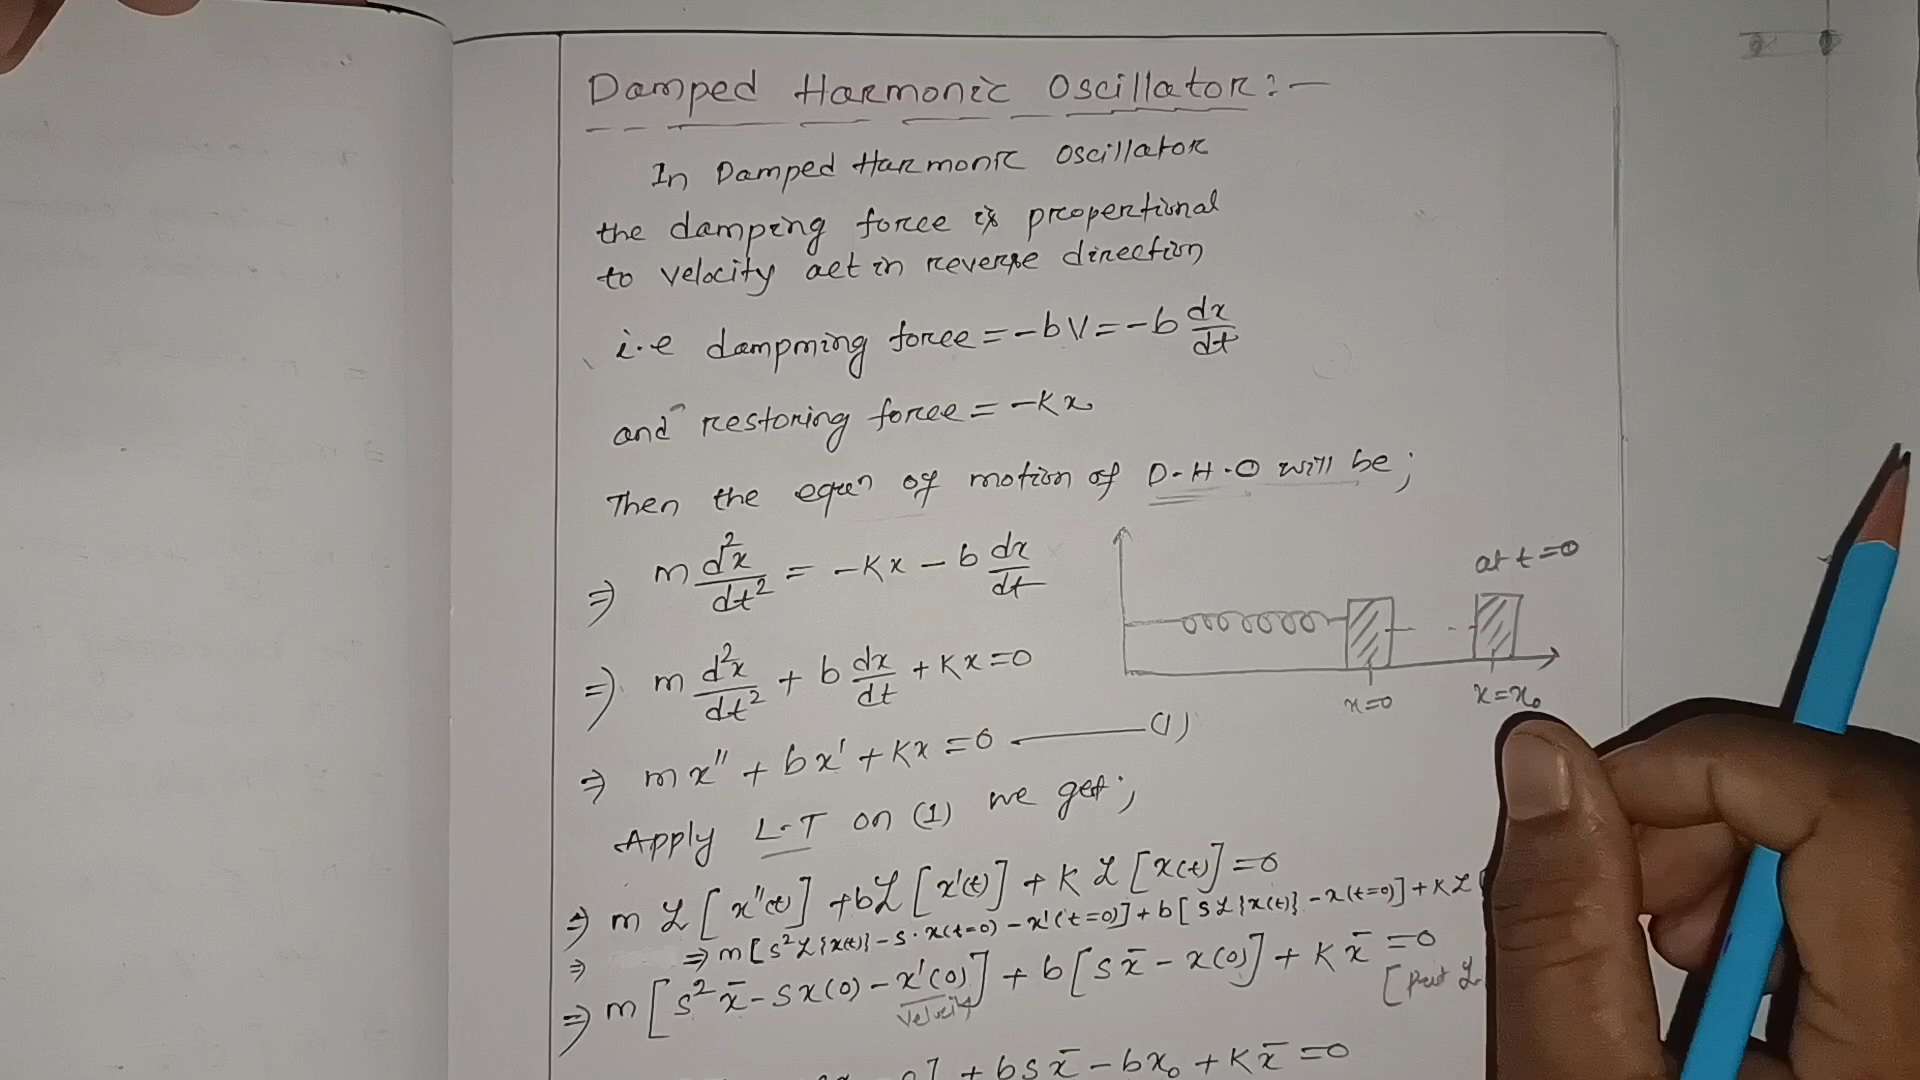 Damped Harmonic Oscillator:-
In Damped Harmonic Oscillator
the damping force is propertional
to velocity act in reverse direction
i.e dampming force = -bV = -b dx/dt
and restoring force = -Kx
Then the equen of motion of D-H-O will be;
⇒ m d²x/dt² = -Kx - b dx/dt
at t=0
⇒ m d²x/dt² + b dx/dt + Kx = 0
x=0 x=x₀
⇒ mx" + bx' + Kx = 0 ——— (1)
Apply L-T on (1) we get;
⇒ m ℒ[x"(t)] + bℒ[x'(t)] + K ℒ[x(t)] = 0
⇒ ⇒ m[s²ℒ{x(t)} - s·x(t=0) - x'(t=0)] + b[sℒ{x(t)} - x(t=0)] + Kℒ
⇒ m[s²x̄ - sx(0) - x'(0)] + b[sx̄ - x(0)] + Kx̄ = 0
[Put ℒ
] + bsx̄ - bx₀ + Kx̄ = 0